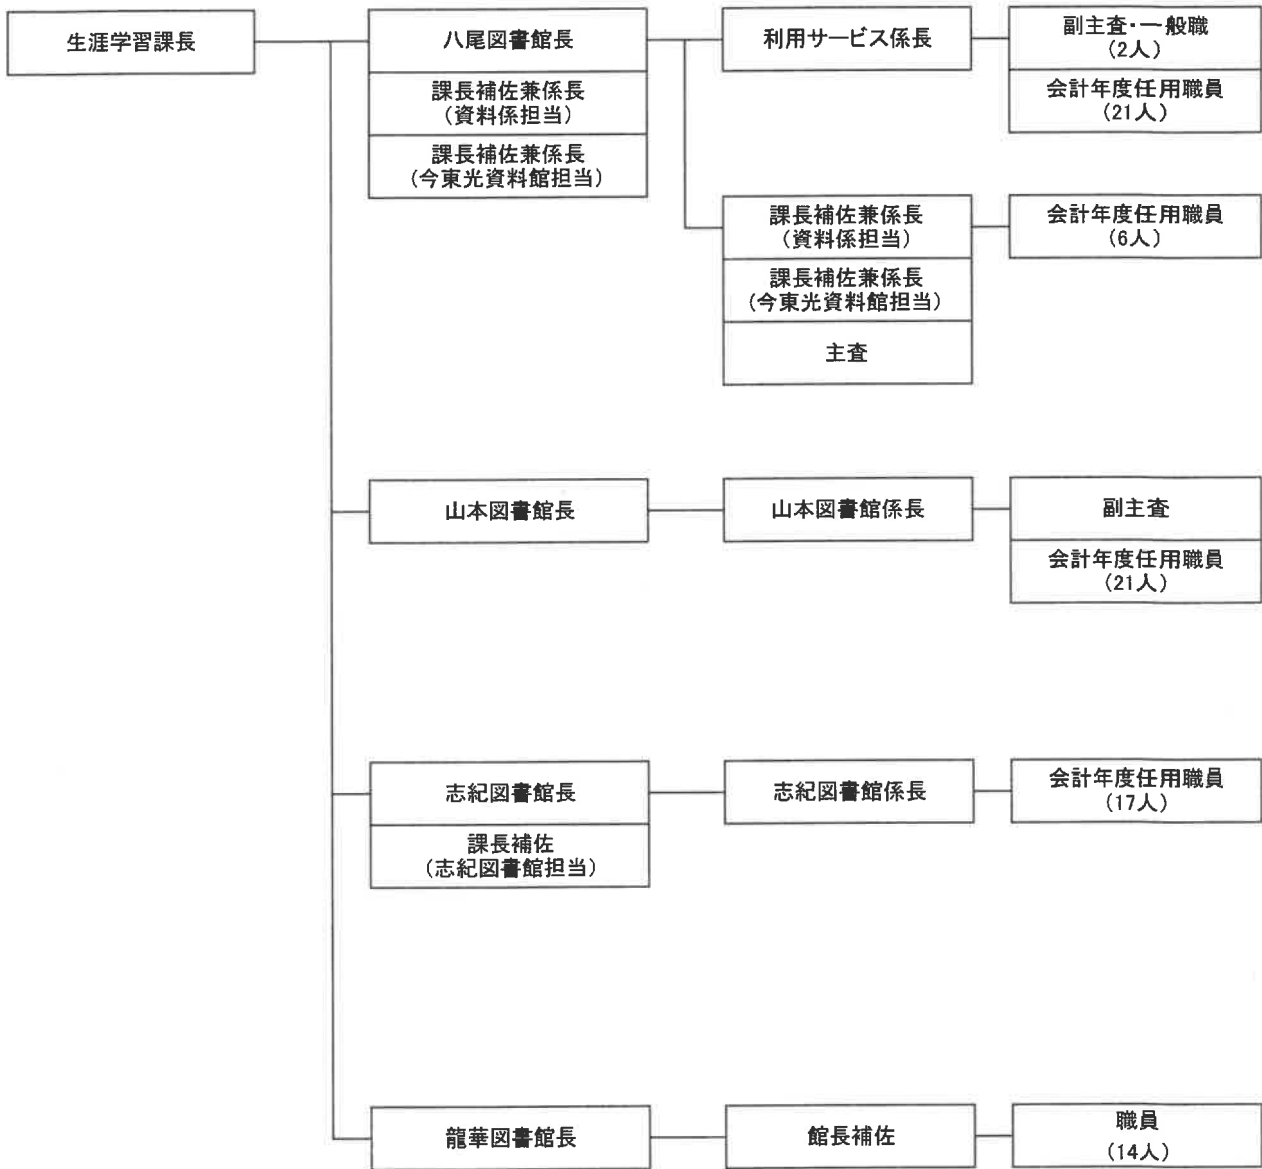 生涯学習課長
八尾図書館長
課長補佐兼係長
（資料係担当）
課長補佐兼係長
（今東光資料館担当）
利用サービス係長
副主査・一般職
（2人）
会計年度任用職員
（21人）
課長補佐兼係長
（資料係担当）
課長補佐兼係長
（今東光資料館担当）
主査
会計年度任用職員
（6人）
山本図書館長
山本図書館係長
副主査
会計年度任用職員
（21人）
志紀図書館長
課長補佐
（志紀図書館担当）
志紀図書館係長
会計年度任用職員
（17人）
龍華図書館長
館長補佐
職員
（14人）